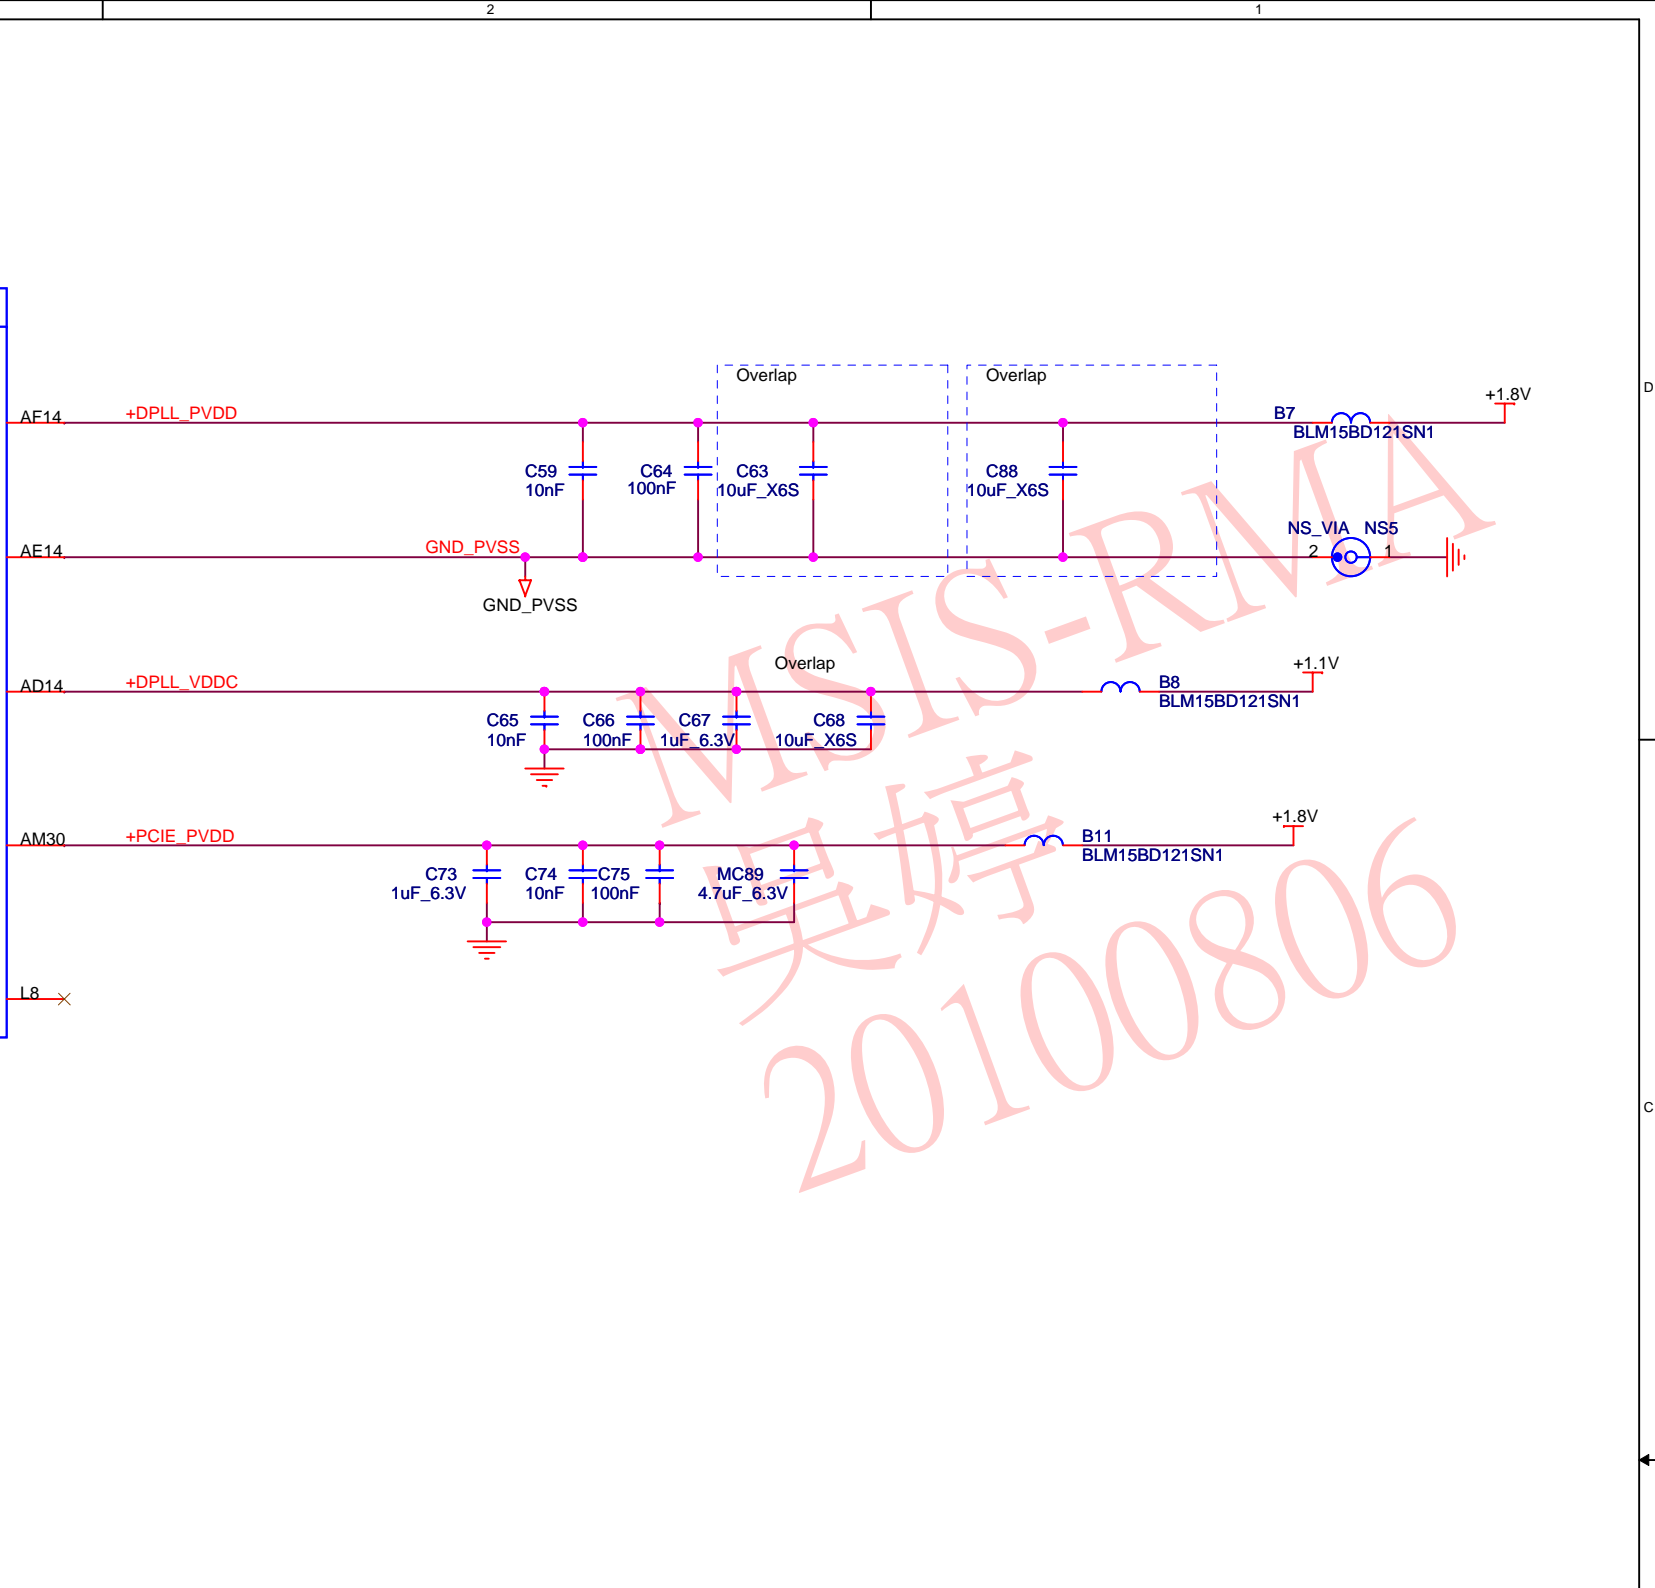 2 1
Overlap Overlap
+1.8V
D
AF14 +DPLL_PVDD B7
BLM15BD121SN1
C59 C64 C63 C88
10nF 100nF 10uF_X6S 10uF_X6S
NS_VIA NS5
AE14 GND_PVSS 2 1
GND_PVSS
Overlap +1.1V
AD14 +DPLL_VDDC B8
BLM15BD121SN1
C65 C66 C67 C68
10nF 100nF 1uF_6.3V 10uF_X6S
+1.8V
AM30 +PCIE_PVDD B11
BLM15BD121SN1
C73 C74 C75 MC89
1uF_6.3V 10nF 100nF 4.7uF_6.3V
L8
C
MSIS-RMA
吴婷
20100806